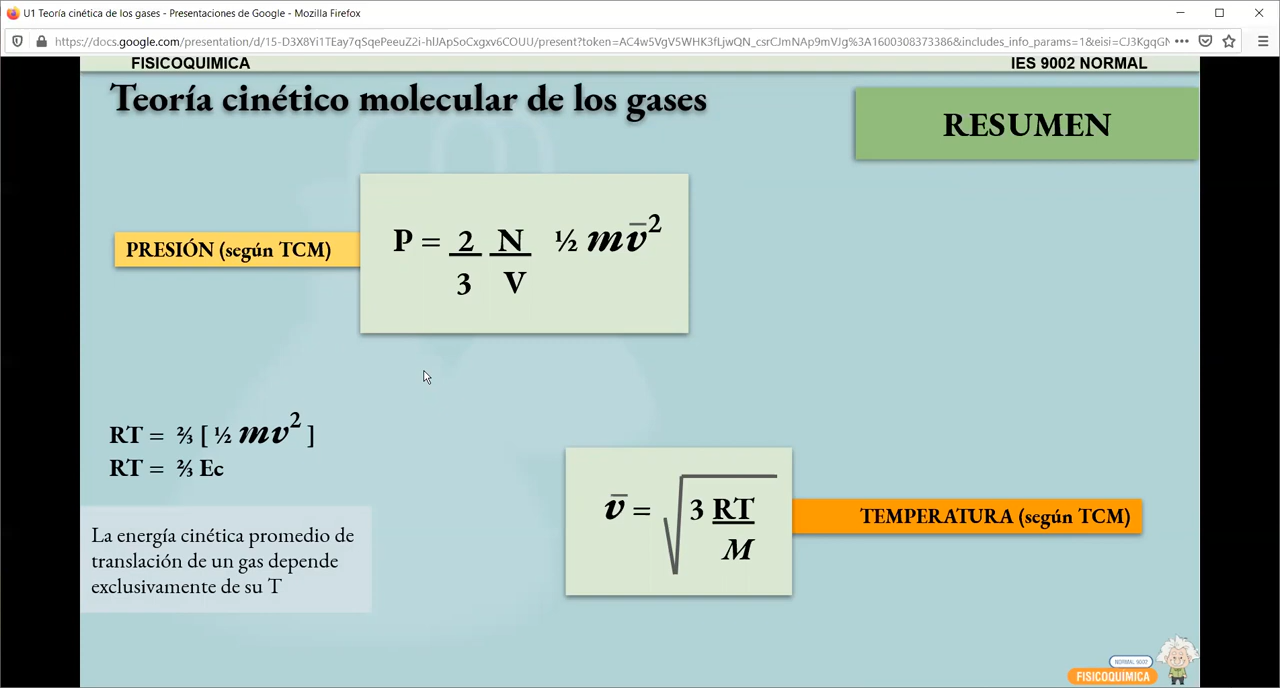 U1 Teoría cinética de los gases - Presentaciones de Google - Mozilla Firefox
https://docs.google.com/presentation/d/15-D3X8Yi1TEay7qSqePeeuZ2i-hlJApSoCxgxv6COUU/present?token=AC4w5VgV5WHK3fLjwQN_csrCJmNAp9mVJg%3A1600308373386&includes_info_params=1&eisi=CJ3KgqGN
FISICOQUIMICA
IES 9002 NORMAL
Teoría cinético molecular de los gases
RESUMEN
PRESIÓN (según TCM)
P = 2/3 N/V ½ mv̅²
RT = ⅔ [ ½ mv² ]
RT = ⅔ Ec
La energía cinética promedio de
translación de un gas depende
exclusivamente de su T
v̅ = √ 3 RT/M
TEMPERATURA (según TCM)
NORMAL 9002
FISICOQUÍMICA